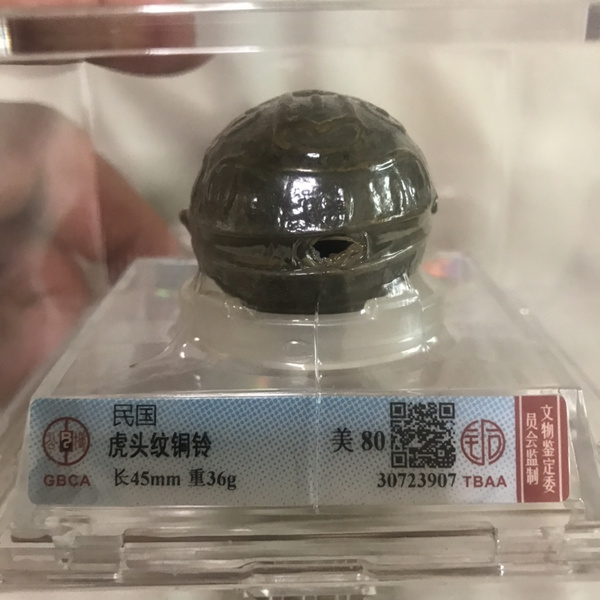 民国
虎头纹铜铃
长45mm 重36g
GBCA
美 80
30723907
TBAA
文物鉴定委
员会监制